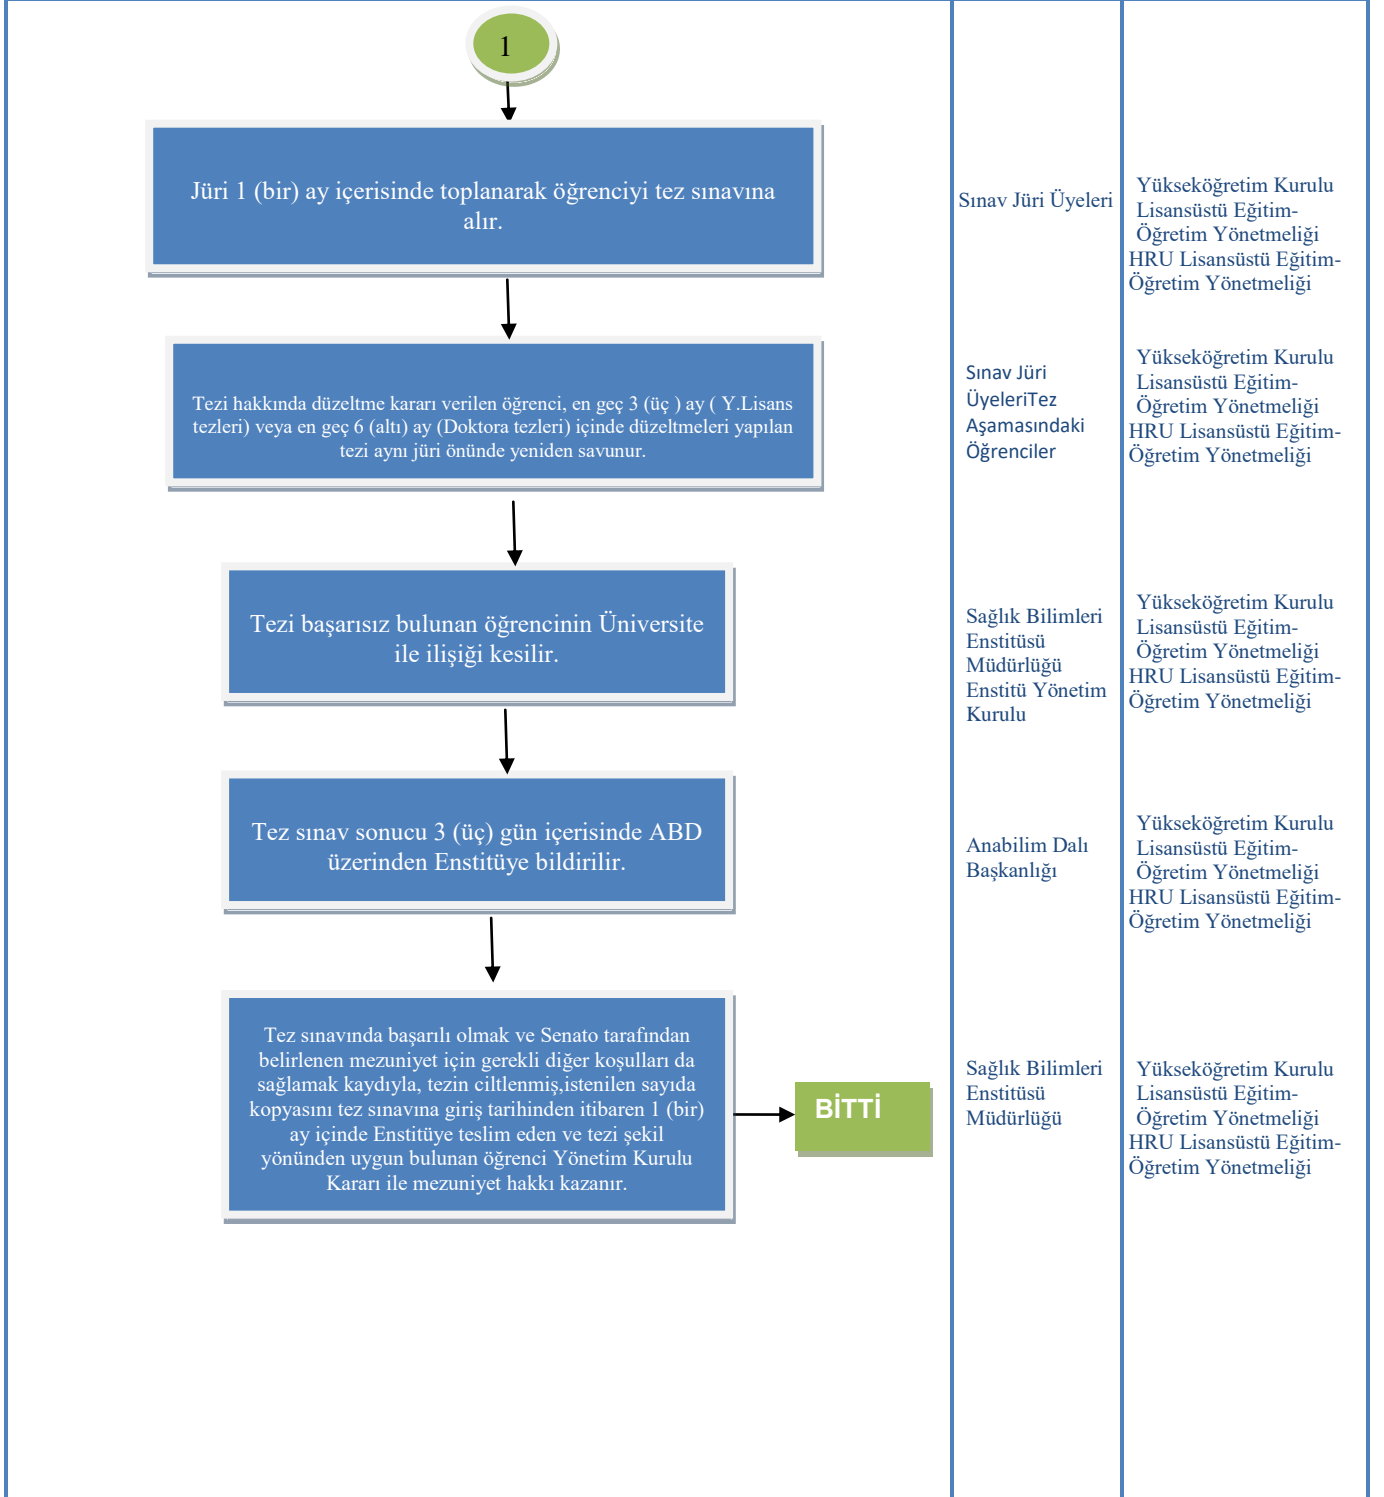 1
Jüri 1 (bir) ay içerisinde toplanarak öğrenciyi tez sınavına
alır.
Sınav Jüri Üyeleri
Yükseköğretim Kurulu
Lisansüstü Eğitim-
Öğretim Yönetmeliği
HRU Lisansüstü Eğitim-
Öğretim Yönetmeliği
Tezi hakkında düzeltme kararı verilen öğrenci, en geç 3 (üç ) ay ( Y.Lisans
tezleri) veya en geç 6 (altı) ay (Doktora tezleri) içinde düzeltmeleri yapılan
tezi aynı jüri önünde yeniden savunur.
Sınav Jüri
ÜyeleriTez
Aşamasındaki
Öğrenciler
Yükseköğretim Kurulu
Lisansüstü Eğitim-
Öğretim Yönetmeliği
HRU Lisansüstü Eğitim-
Öğretim Yönetmeliği
Tezi başarısız bulunan öğrencinin Üniversite
ile ilişiği kesilir.
Sağlık Bilimleri
Enstitüsü
Müdürlüğü
Enstitü Yönetim
Kurulu
Yükseköğretim Kurulu
Lisansüstü Eğitim-
Öğretim Yönetmeliği
HRU Lisansüstü Eğitim-
Öğretim Yönetmeliği
Tez sınav sonucu 3 (üç) gün içerisinde ABD
üzerinden Enstitüye bildirilir.
Anabilim Dalı
Başkanlığı
Yükseköğretim Kurulu
Lisansüstü Eğitim-
Öğretim Yönetmeliği
HRU Lisansüstü Eğitim-
Öğretim Yönetmeliği
Tez sınavında başarılı olmak ve Senato tarafından
belirlenen mezuniyet için gerekli diğer koşulları da
sağlamak kaydıyla, tezin ciltlenmiş,istenilen sayıda
kopyasını tez sınavına giriş tarihinden itibaren 1 (bir)
ay içinde Enstitüye teslim eden ve tezi şekil
yönünden uygun bulunan öğrenci Yönetim Kurulu
Kararı ile mezuniyet hakkı kazanır.
BİTTİ
Sağlık Bilimleri
Enstitüsü
Müdürlüğü
Yükseköğretim Kurulu
Lisansüstü Eğitim-
Öğretim Yönetmeliği
HRU Lisansüstü Eğitim-
Öğretim Yönetmeliği